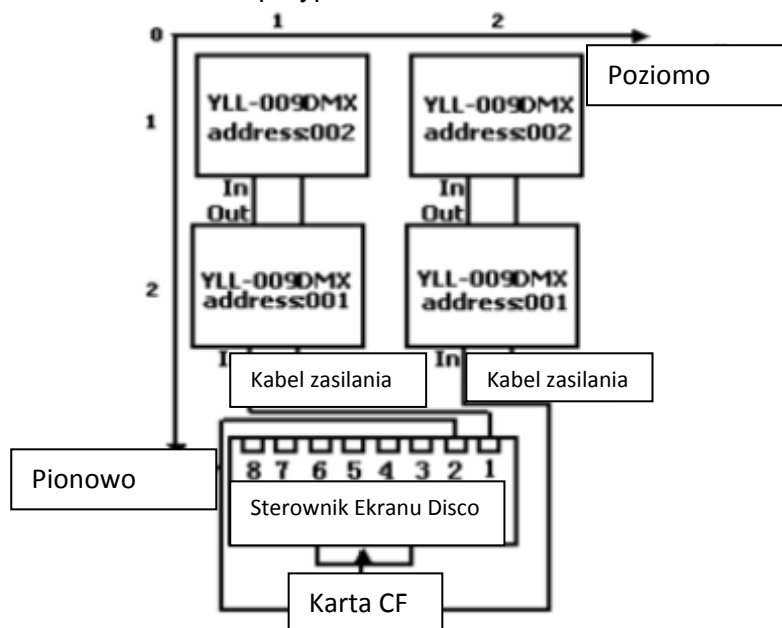 1 2
0
Poziomo
1
YLL-009DMX
address:002
YLL-009DMX
address:002
In
Out
In
Out
2
YLL-009DMX
address:001
YLL-009DMX
address:001
In
Kabel zasilania
Kabel zasilania
Pionowo
8 7 6 5 4 3 2 1
Sterownik Ekranu Disco
Karta CF